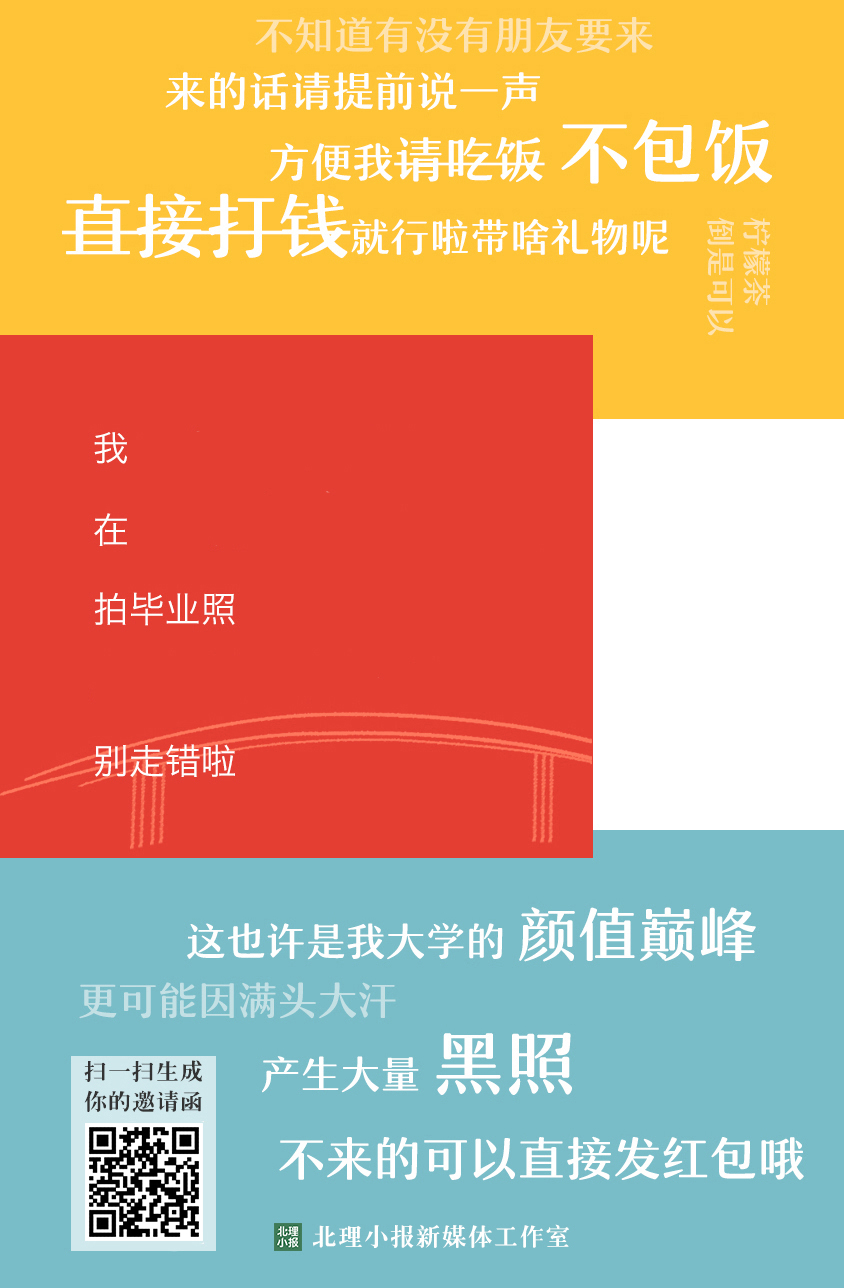 不知道有没有朋友要来
来的话请提前说一声
方便我请吃饭 不包饭
直接打钱就行啦带啥礼物呢
柠檬茶
倒是可以
我
在
拍毕业照
别走错啦
这也许是我大学的 颜值巅峰
更可能因满头大汗
产生大量 黑照
不来的可以直接发红包哦
扫一扫生成
你的邀请函
北理
小报
北理小报新媒体工作室